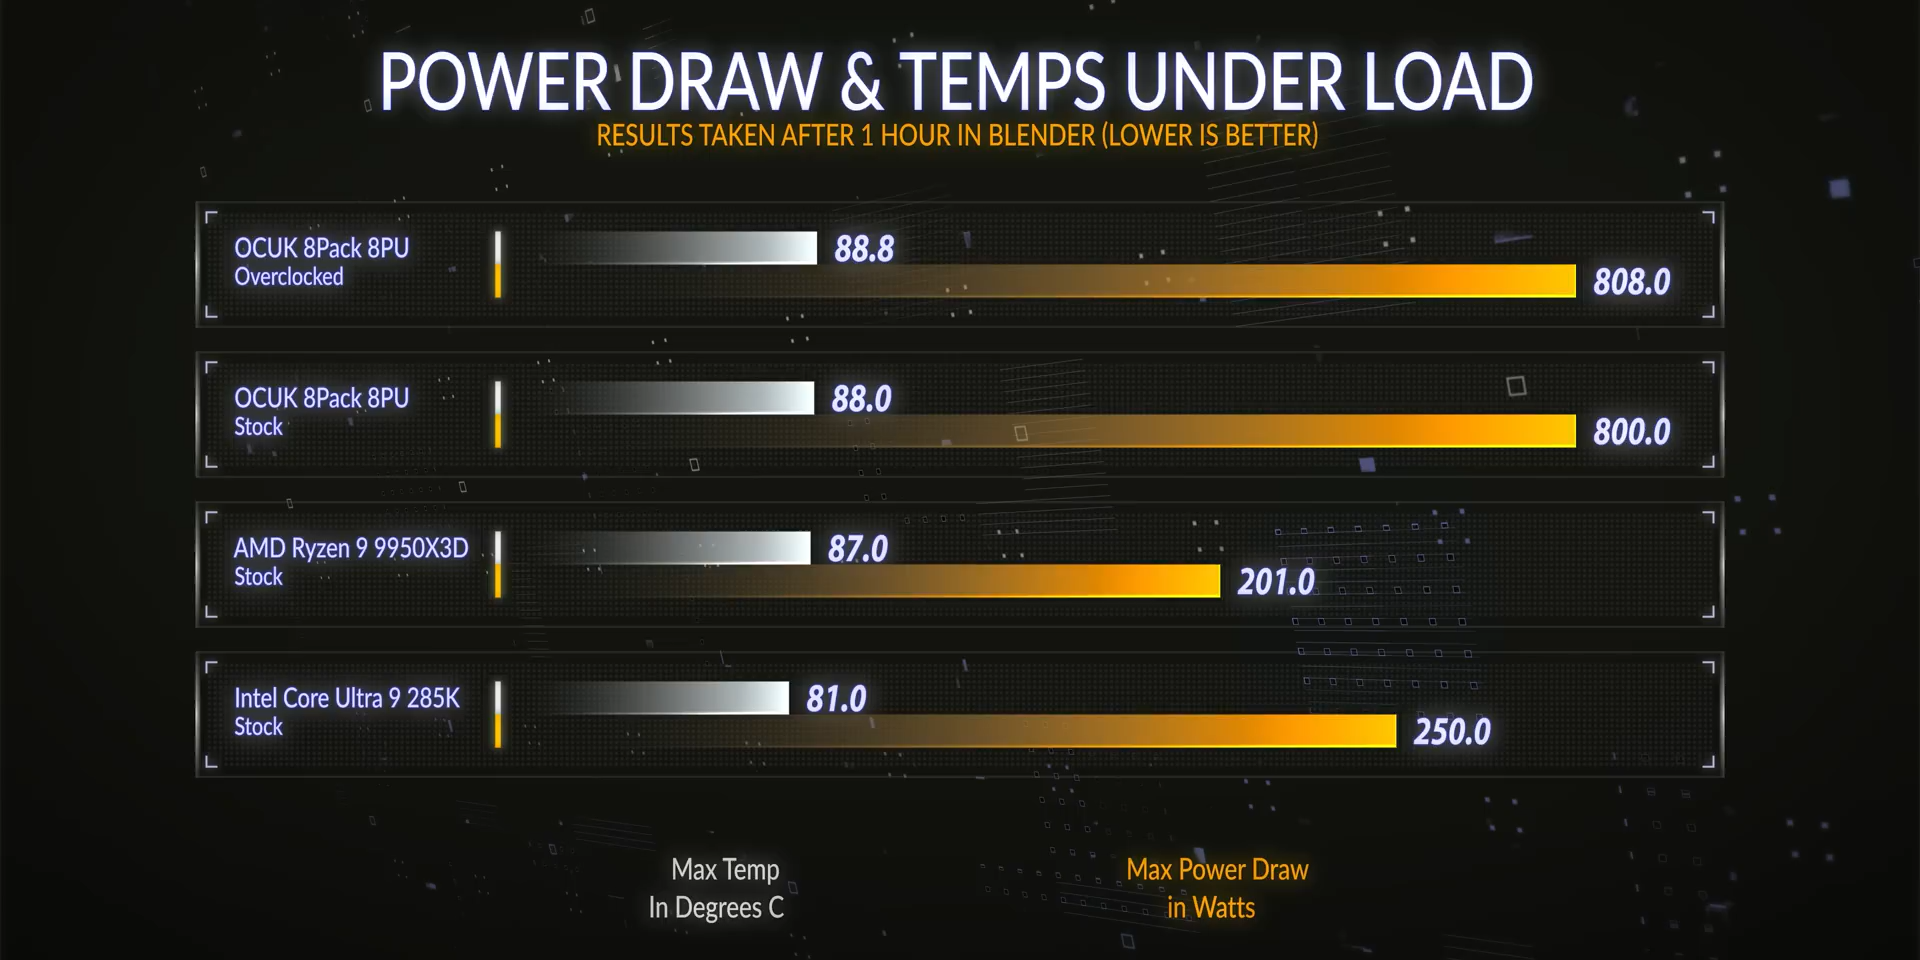 POWER DRAW & TEMPS UNDER LOAD
RESULTS TAKEN AFTER 1 HOUR IN BLENDER (LOWER IS BETTER)
OCUK 8Pack 8PU
Overclocked
88.8
808.0
OCUK 8Pack 8PU
Stock
88.0
800.0
AMD Ryzen 9 9950X3D
Stock
87.0
201.0
Intel Core Ultra 9 285K
Stock
81.0
250.0
Max Temp
In Degrees C
Max Power Draw
in Watts